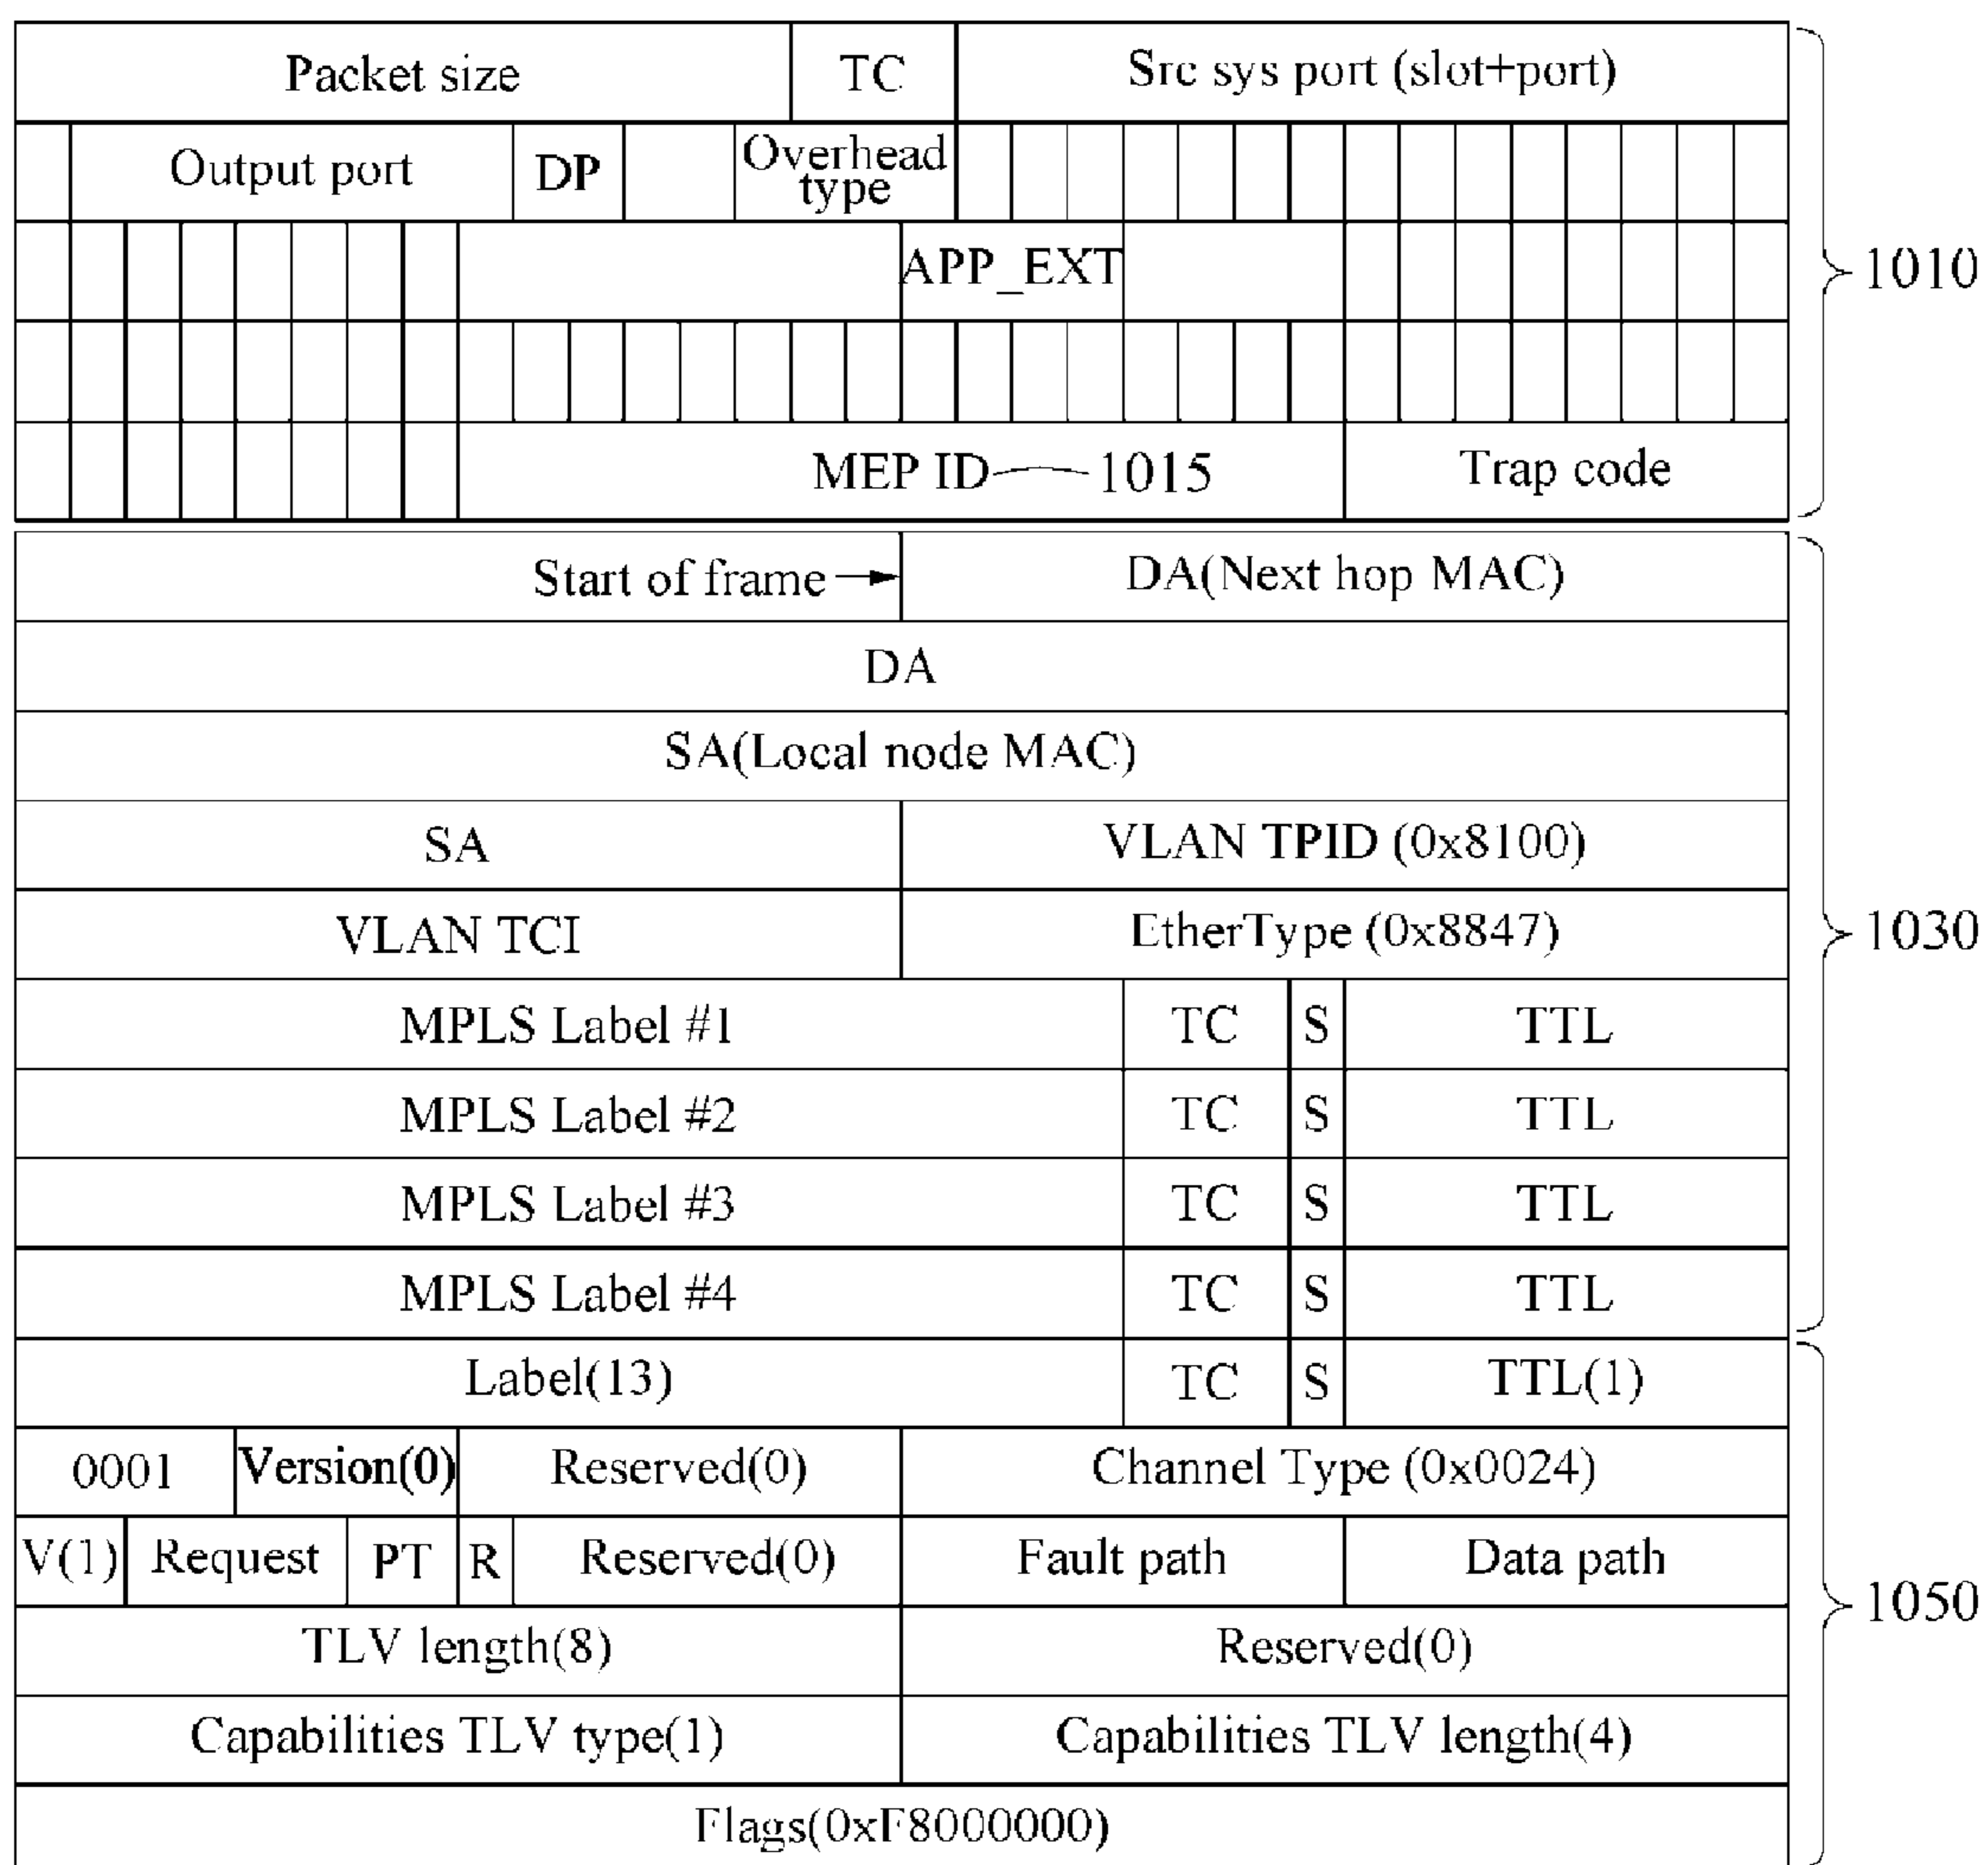 Packet size TC Src sys port (slot+port)
Output port DP Overhead type
APP_EXT
1010
MEP ID 1015 Trap code
Start of frame DA(Next hop MAC)
DA
SA(Local node MAC)
SA VLAN TPID (0x8100)
VLAN TCI EtherType (0x8847)
1030
MPLS Label #1 TC S TTL
MPLS Label #2 TC S TTL
MPLS Label #3 TC S TTL
MPLS Label #4 TC S TTL
Label(13) TC S TTL(1)
0001 Version(0) Reserved(0) Channel Type (0x0024)
V(1) Request PT R Reserved(0) Fault path Data path
1050
TLV length(8) Reserved(0)
Capabilities TLV type(1) Capabilities TLV length(4)
Flags(0xF8000000)